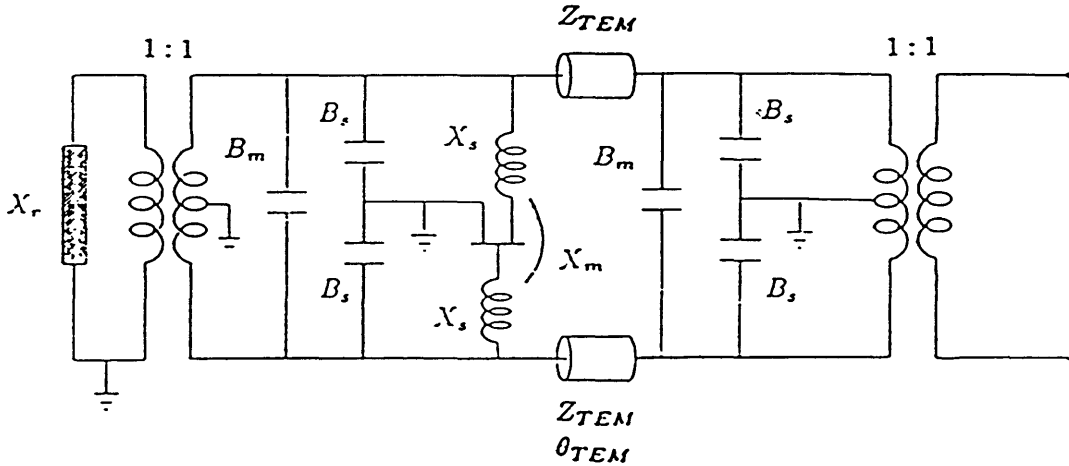 Z_TEM
1 : 1
1 : 1
B_s
B_s
X_s
B_m
B_m
X_r
X_m
B_s
B_s
X_s
Z_TEM
θ_TEM